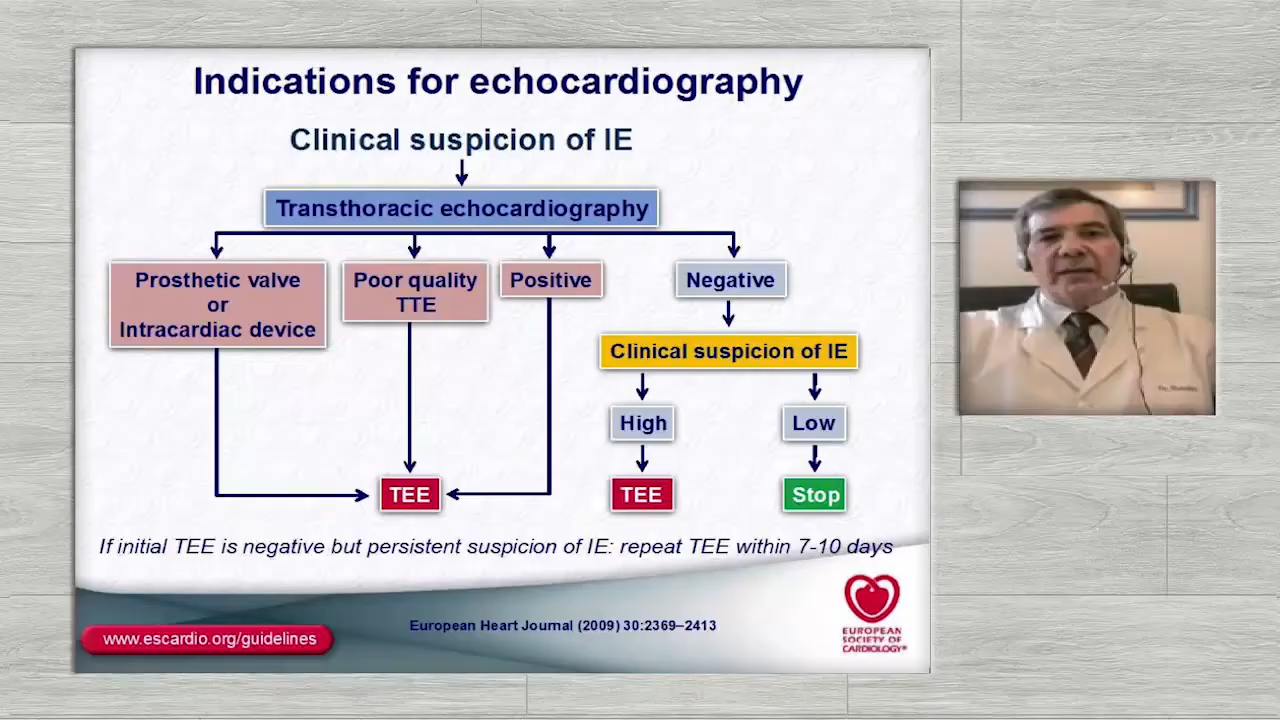 Indications for echocardiography
Clinical suspicion of IE
Transthoracic echocardiography
Prosthetic valve
or
Intracardiac device
Poor quality
TTE
Positive
Negative
Clinical suspicion of IE
High
Low
TEE
TEE
Stop
If initial TEE is negative but persistent suspicion of IE: repeat TEE within 7-10 days
www.escardio.org/guidelines
European Heart Journal (2009) 30:2369–2413
EUROPEAN
SOCIETY OF
CARDIOLOGY®